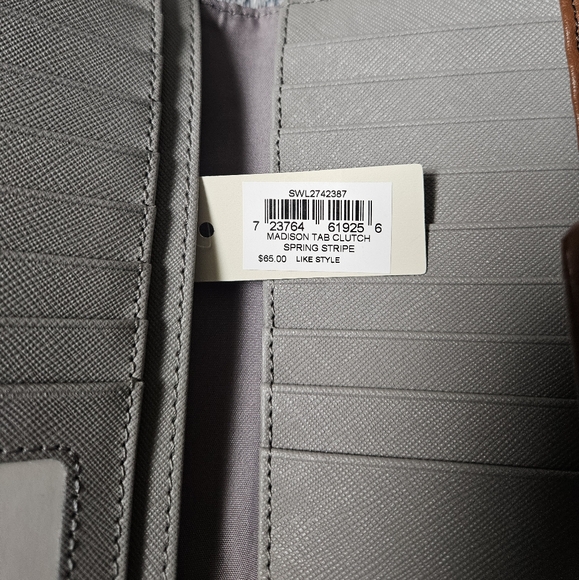 SWL2742387
7 23764 61925 6
MADISON TAB CLUTCH
SPRING STRIPE
$65.00 LIKE STYLE